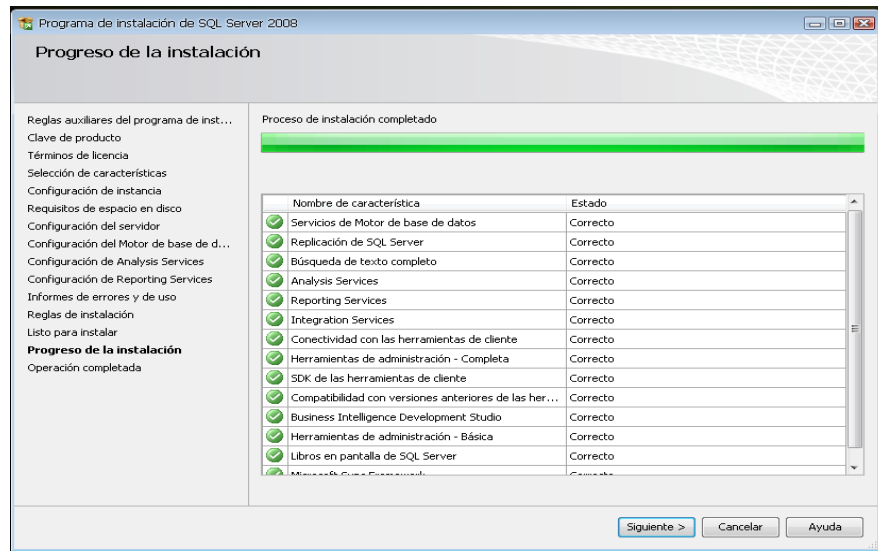 Programa de instalación de SQL Server 2008
Progreso de la instalación
Reglas auxiliares del programa de inst...
Clave de producto
Términos de licencia
Selección de características
Configuración de instancia
Requisitos de espacio en disco
Configuración del servidor
Configuración del Motor de base de d...
Configuración de Analysis Services
Configuración de Reporting Services
Informes de errores y de uso
Reglas de instalación
Listo para instalar
Progreso de la instalación
Operación completada
Proceso de instalación completado
Nombre de característica Estado
Servicios de Motor de base de datos Correcto
Replicación de SQL Server Correcto
Búsqueda de texto completo Correcto
Analysis Services Correcto
Reporting Services Correcto
Integration Services Correcto
Conectividad con las herramientas de cliente Correcto
Herramientas de administración - Completa Correcto
SDK de las herramientas de cliente Correcto
Compatibilidad con versiones anteriores de las her... Correcto
Business Intelligence Development Studio Correcto
Herramientas de administración - Básica Correcto
Libros en pantalla de SQL Server Correcto
Microsoft Sync Framework Correcto
Siguiente > Cancelar Ayuda